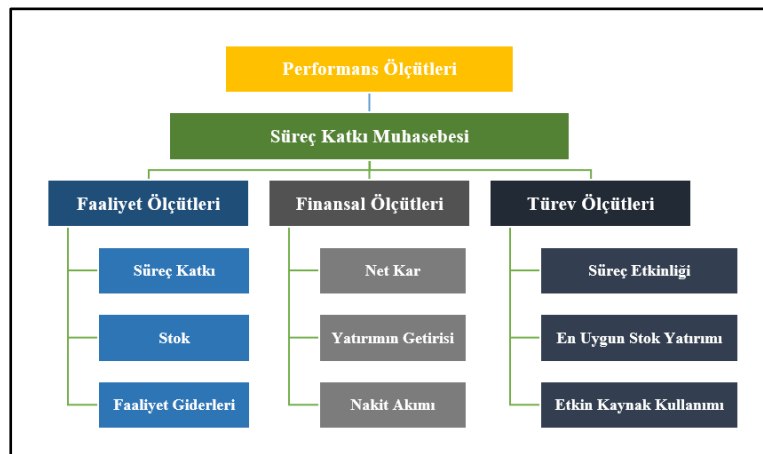 Performans Ölçütleri
Süreç Katkı Muhasebesi
Faaliyet Ölçütleri
Finansal Ölçütleri
Türev Ölçütleri
Süreç Katkı
Net Kar
Süreç Etkinliği
Stok
Yatırımın Getirisi
En Uygun Stok Yatırımı
Faaliyet Giderleri
Nakit Akımı
Etkin Kaynak Kullanımı